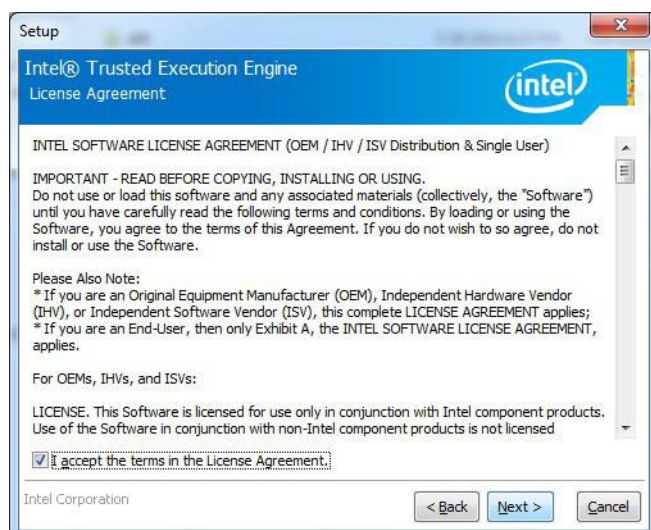 Setup
Intel® Trusted Execution Engine
License Agreement
intel
INTEL SOFTWARE LICENSE AGREEMENT (OEM / IHV / ISV Distribution & Single User)
IMPORTANT - READ BEFORE COPYING, INSTALLING OR USING.
Do not use or load this software and any associated materials (collectively, the "Software")
until you have carefully read the following terms and conditions. By loading or using the
Software, you agree to the terms of this Agreement. If you do not wish to so agree, do not
install or use the Software.
Please Also Note:
* If you are an Original Equipment Manufacturer (OEM), Independent Hardware Vendor
(IHV), or Independent Software Vendor (ISV), this complete LICENSE AGREEMENT applies;
* If you are an End-User, then only Exhibit A, the INTEL SOFTWARE LICENSE AGREEMENT,
applies.
For OEMs, IHVs, and ISVs:
LICENSE. This Software is licensed for use only in conjunction with Intel component products.
Use of the Software in conjunction with non-Intel component products is not licensed
I accept the terms in the License Agreement.
Intel Corporation
< Back
Next >
Cancel